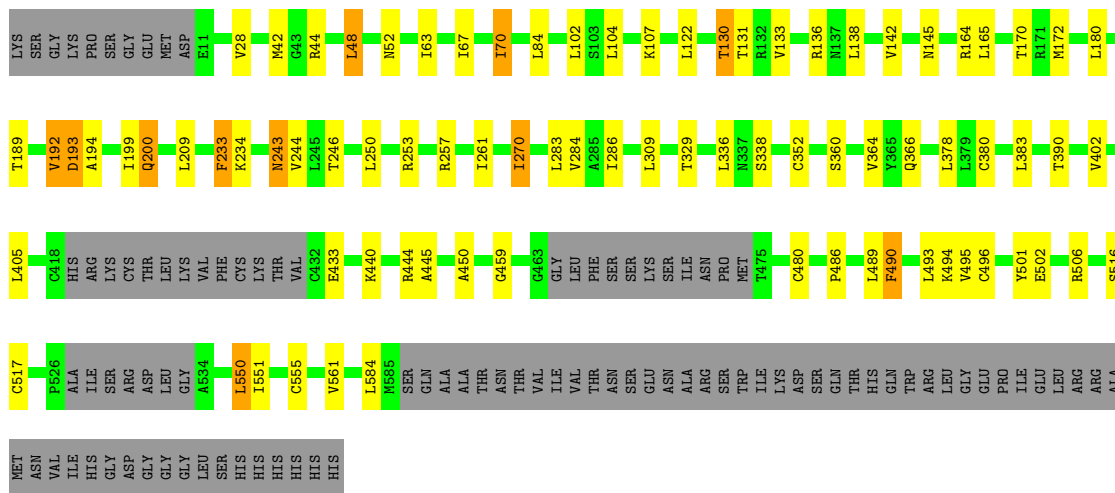 LYS SER GLY LYS PRO SER GLY GLU MET ASP E11 V28 M42 G43 R44 L48 N52 I63 I67 I70 L84 L102 S103 L104 K107 L122 T130 T131 R132 V133 R136 N137 L138 V142 N145 R164 L165 T170 R171 M172 L180
T189 V192 D193 A194 I199 Q200 L209 F233 K234 N243 V244 L245 T246 L250 R253 R257 I261 I270 L283 V284 A285 I286 L309 T329 L336 N337 S338 C352 S360 V364 Y365 Q366 L378 L379 C380 L383 T390 V402
L405 C418 HIS ARG LYS CYS THR LEU LYS VAL PHE CYS LYS THR VAL C432 E433 K440 R444 A445 A450 G459 G463 GLY LEU PHE SER SER LYS SER ILE ASN PRO MET T475 C480 P486 L489 F490 L493 K494 V495 C496 Y501 E502 R506 S516
C517 P526 ALA ILE SER ARG ASP LEU GLY A534 L550 I551 C555 V561 L584 M585 SER GLN ALA ALA THR ASN THR VAL ILE VAL THR ASN SER GLU ASN ALA ARG SER TRP ILE LYS ASP SER GLN THR HIS GLN TRP ARG LEU GLY GLU PRO ILE GLU LEU ARG ARG ALA
MET ASN VAL ILE HIS GLY ASP GLY GLY GLY LEU SER HIS HIS HIS HIS HIS HIS